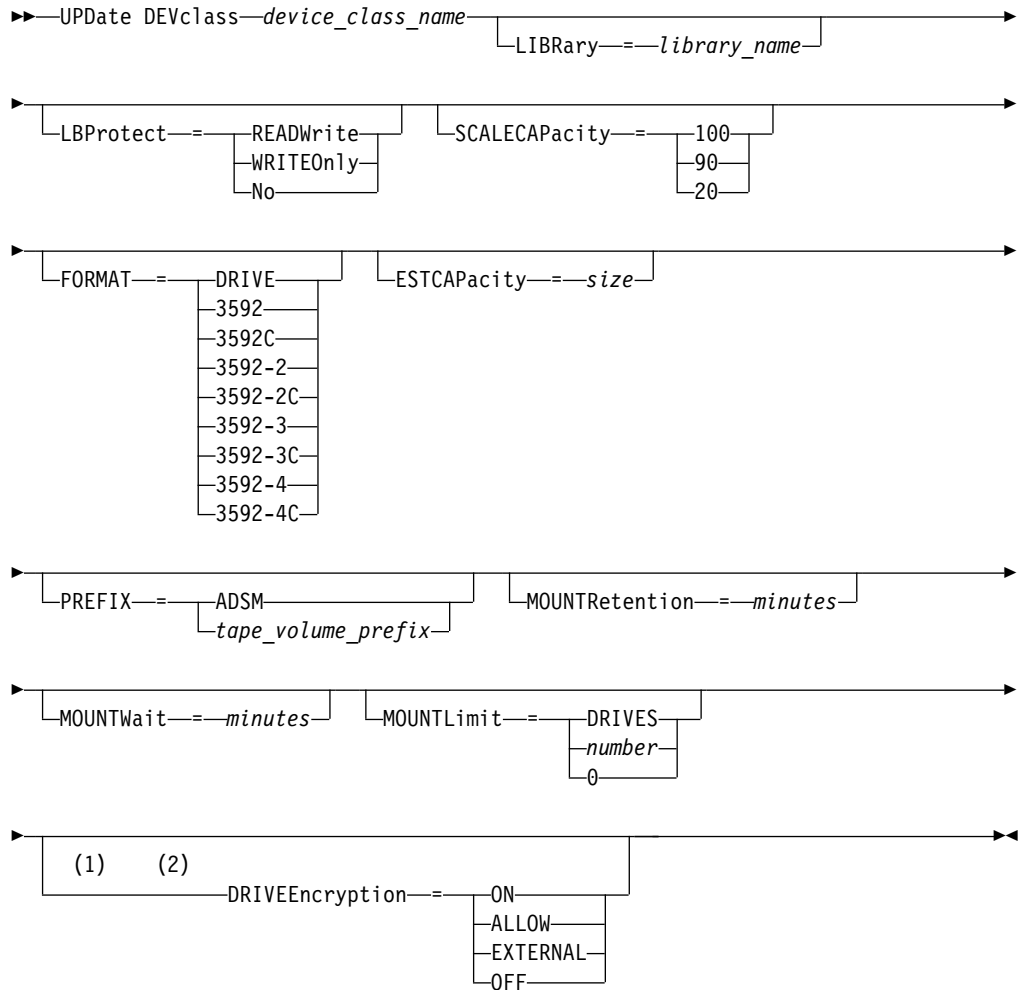 UPDate DEVclass device_class_name
LIBRary = library_name
LBProtect = READWrite
WRITEOnly
No
SCALECAPacity = 100
90
20
FORMAT = DRIVE
3592
3592C
3592-2
3592-2C
3592-3
3592-3C
3592-4
3592-4C
ESTCAPacity = size
PREFIX = ADSM
tape_volume_prefix
MOUNTRetention = minutes
MOUNTWait = minutes
MOUNTLimit = DRIVES
number
0
(1) (2)
DRIVEEncryption = ON
ALLOW
EXTERNAL
OFF